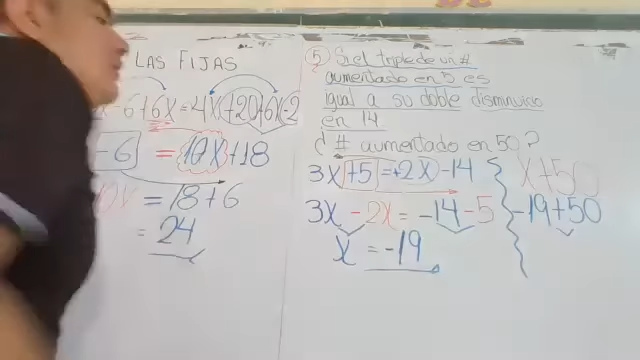 LAS FIJAS
-6+6x=4x+20+6x-2
-6 = 10x+18
= 18+6
= 24
5 Si el triple de un #
aumentado en 5 es
igual a su doble disminuido
en 14
¿ # aumentado en 50?
3x+5=+2x-14
3x-2x=-14-5
x=-19
x+50
-19+50